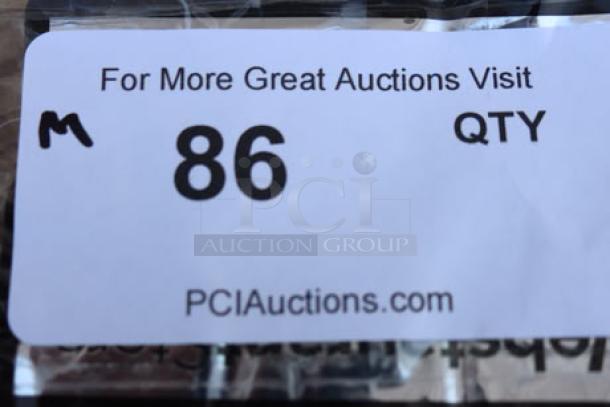 For More Great Auctions Visit
M
86
QTY
PCI
AUCTION GROUP
PCIAuctions.com